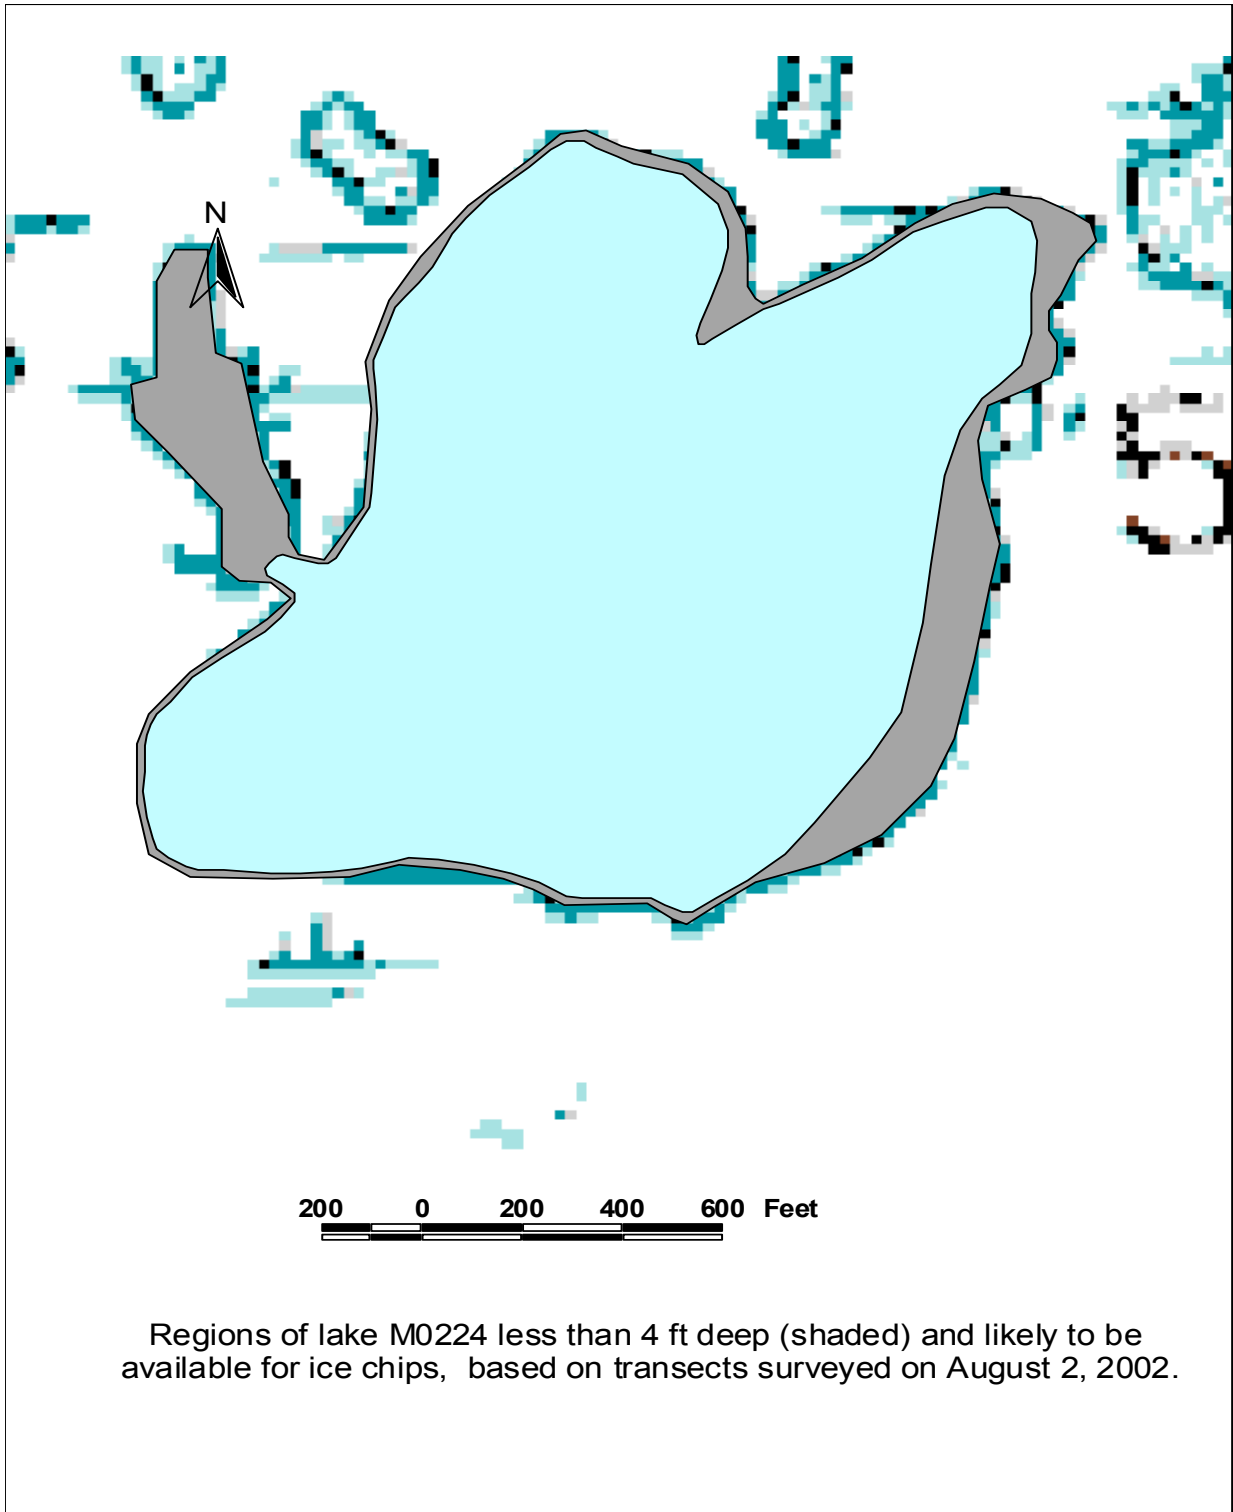 N
5
200 0 200 400 600 Feet
Regions of lake M0224 less than 4 ft deep (shaded) and likely to be
available for ice chips, based on transects surveyed on August 2, 2002.